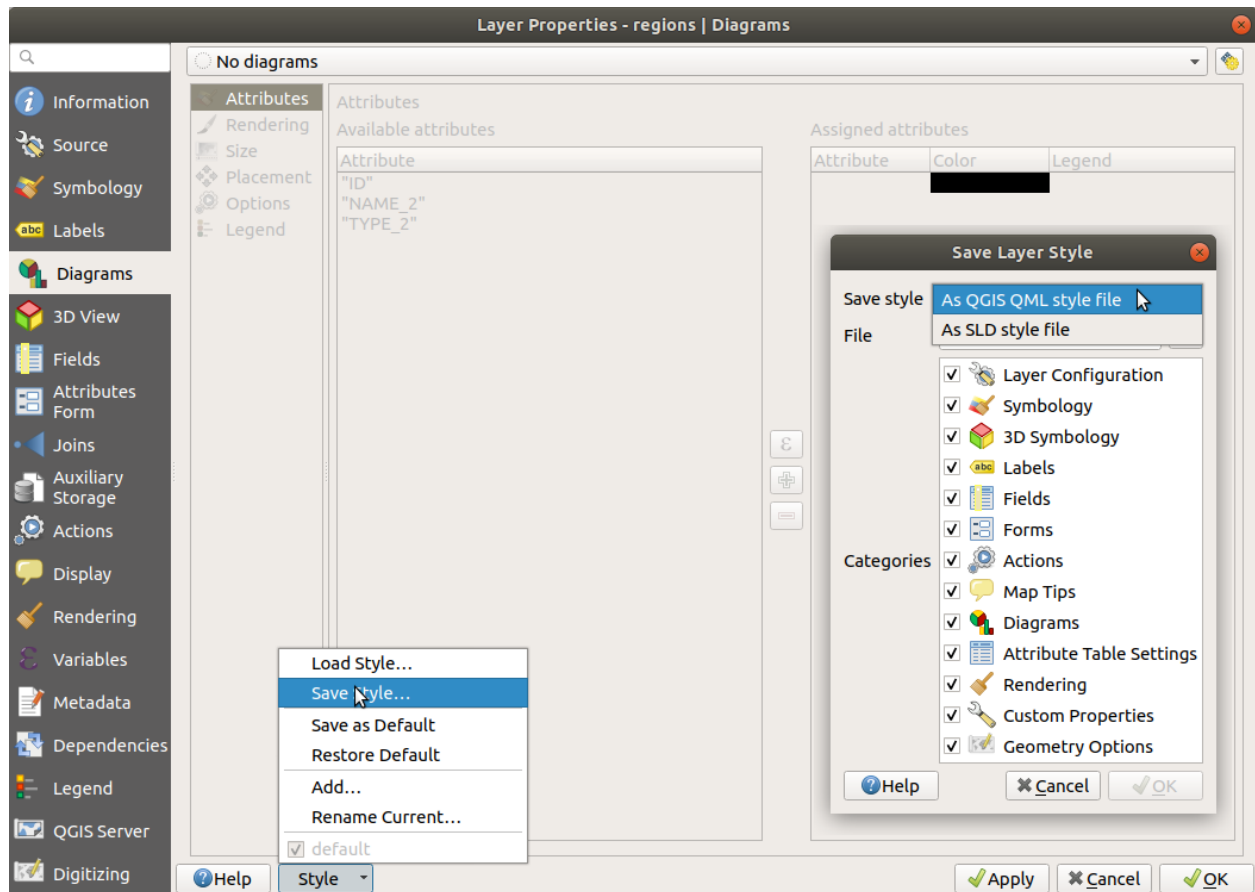 Layer Properties - regions | Diagrams
No diagrams
Information
Source
Symbology
abc Labels
Diagrams
3D View
Fields
Attributes
Form
Joins
Auxiliary
Storage
Actions
Display
Rendering
Variables
Metadata
Dependencies
Legend
QGIS Server
Digitizing
Attributes
Rendering
Size
Placement
Options
Legend
Attributes
Available attributes
Attribute
"ID"
"NAME_2"
"TYPE_2"
Assigned attributes
Attribute Color Legend
Save Layer Style
Save style As QGIS QML style file
As SLD style file
File
Layer Configuration
Symbology
3D Symbology
abc Labels
Fields
Forms
Categories Actions
Map Tips
Diagrams
Attribute Table Settings
Rendering
Custom Properties
Geometry Options
Help Cancel OK
Load Style...
Save Style...
Save as Default
Restore Default
Add...
Rename Current...
default
Help Style Apply Cancel OK